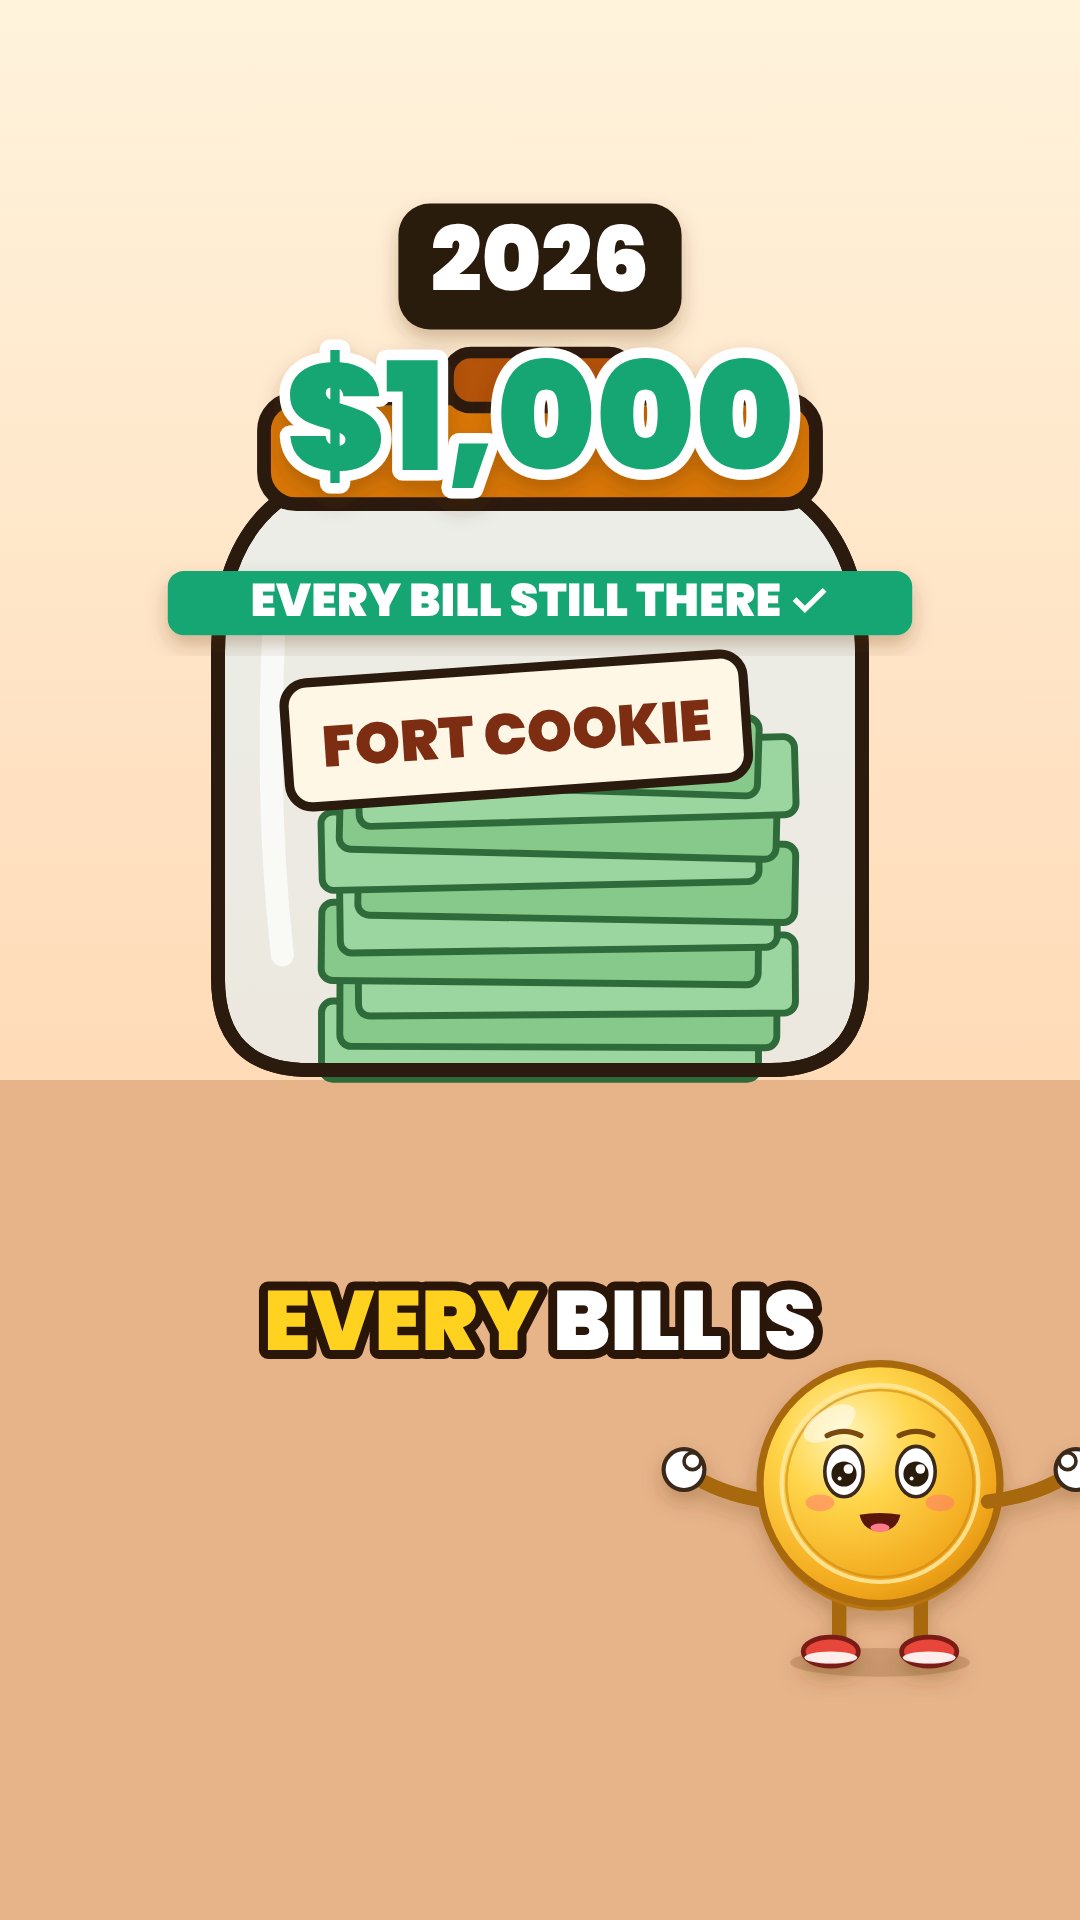 2026
$1,000
EVERY BILL STILL THERE ✓
FORT COOKIE
EVERY BILL IS